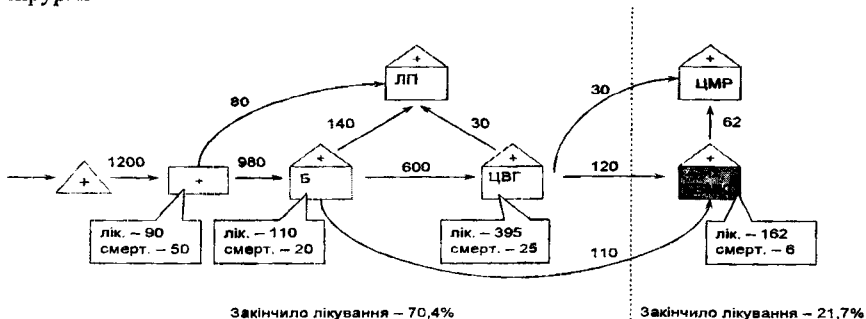 ЛП
ЦМР
80
140
30
30
62
1200
980
Б
600
ЦВГ
120
лік. – 90
смерт. – 50
лік. – 110
смерт. – 20
лік. – 395
смерт. – 25
110
лік. – 162
смерт. – 6
Закінчило лікування – 70,4%
Закінчило лікування – 21,7%